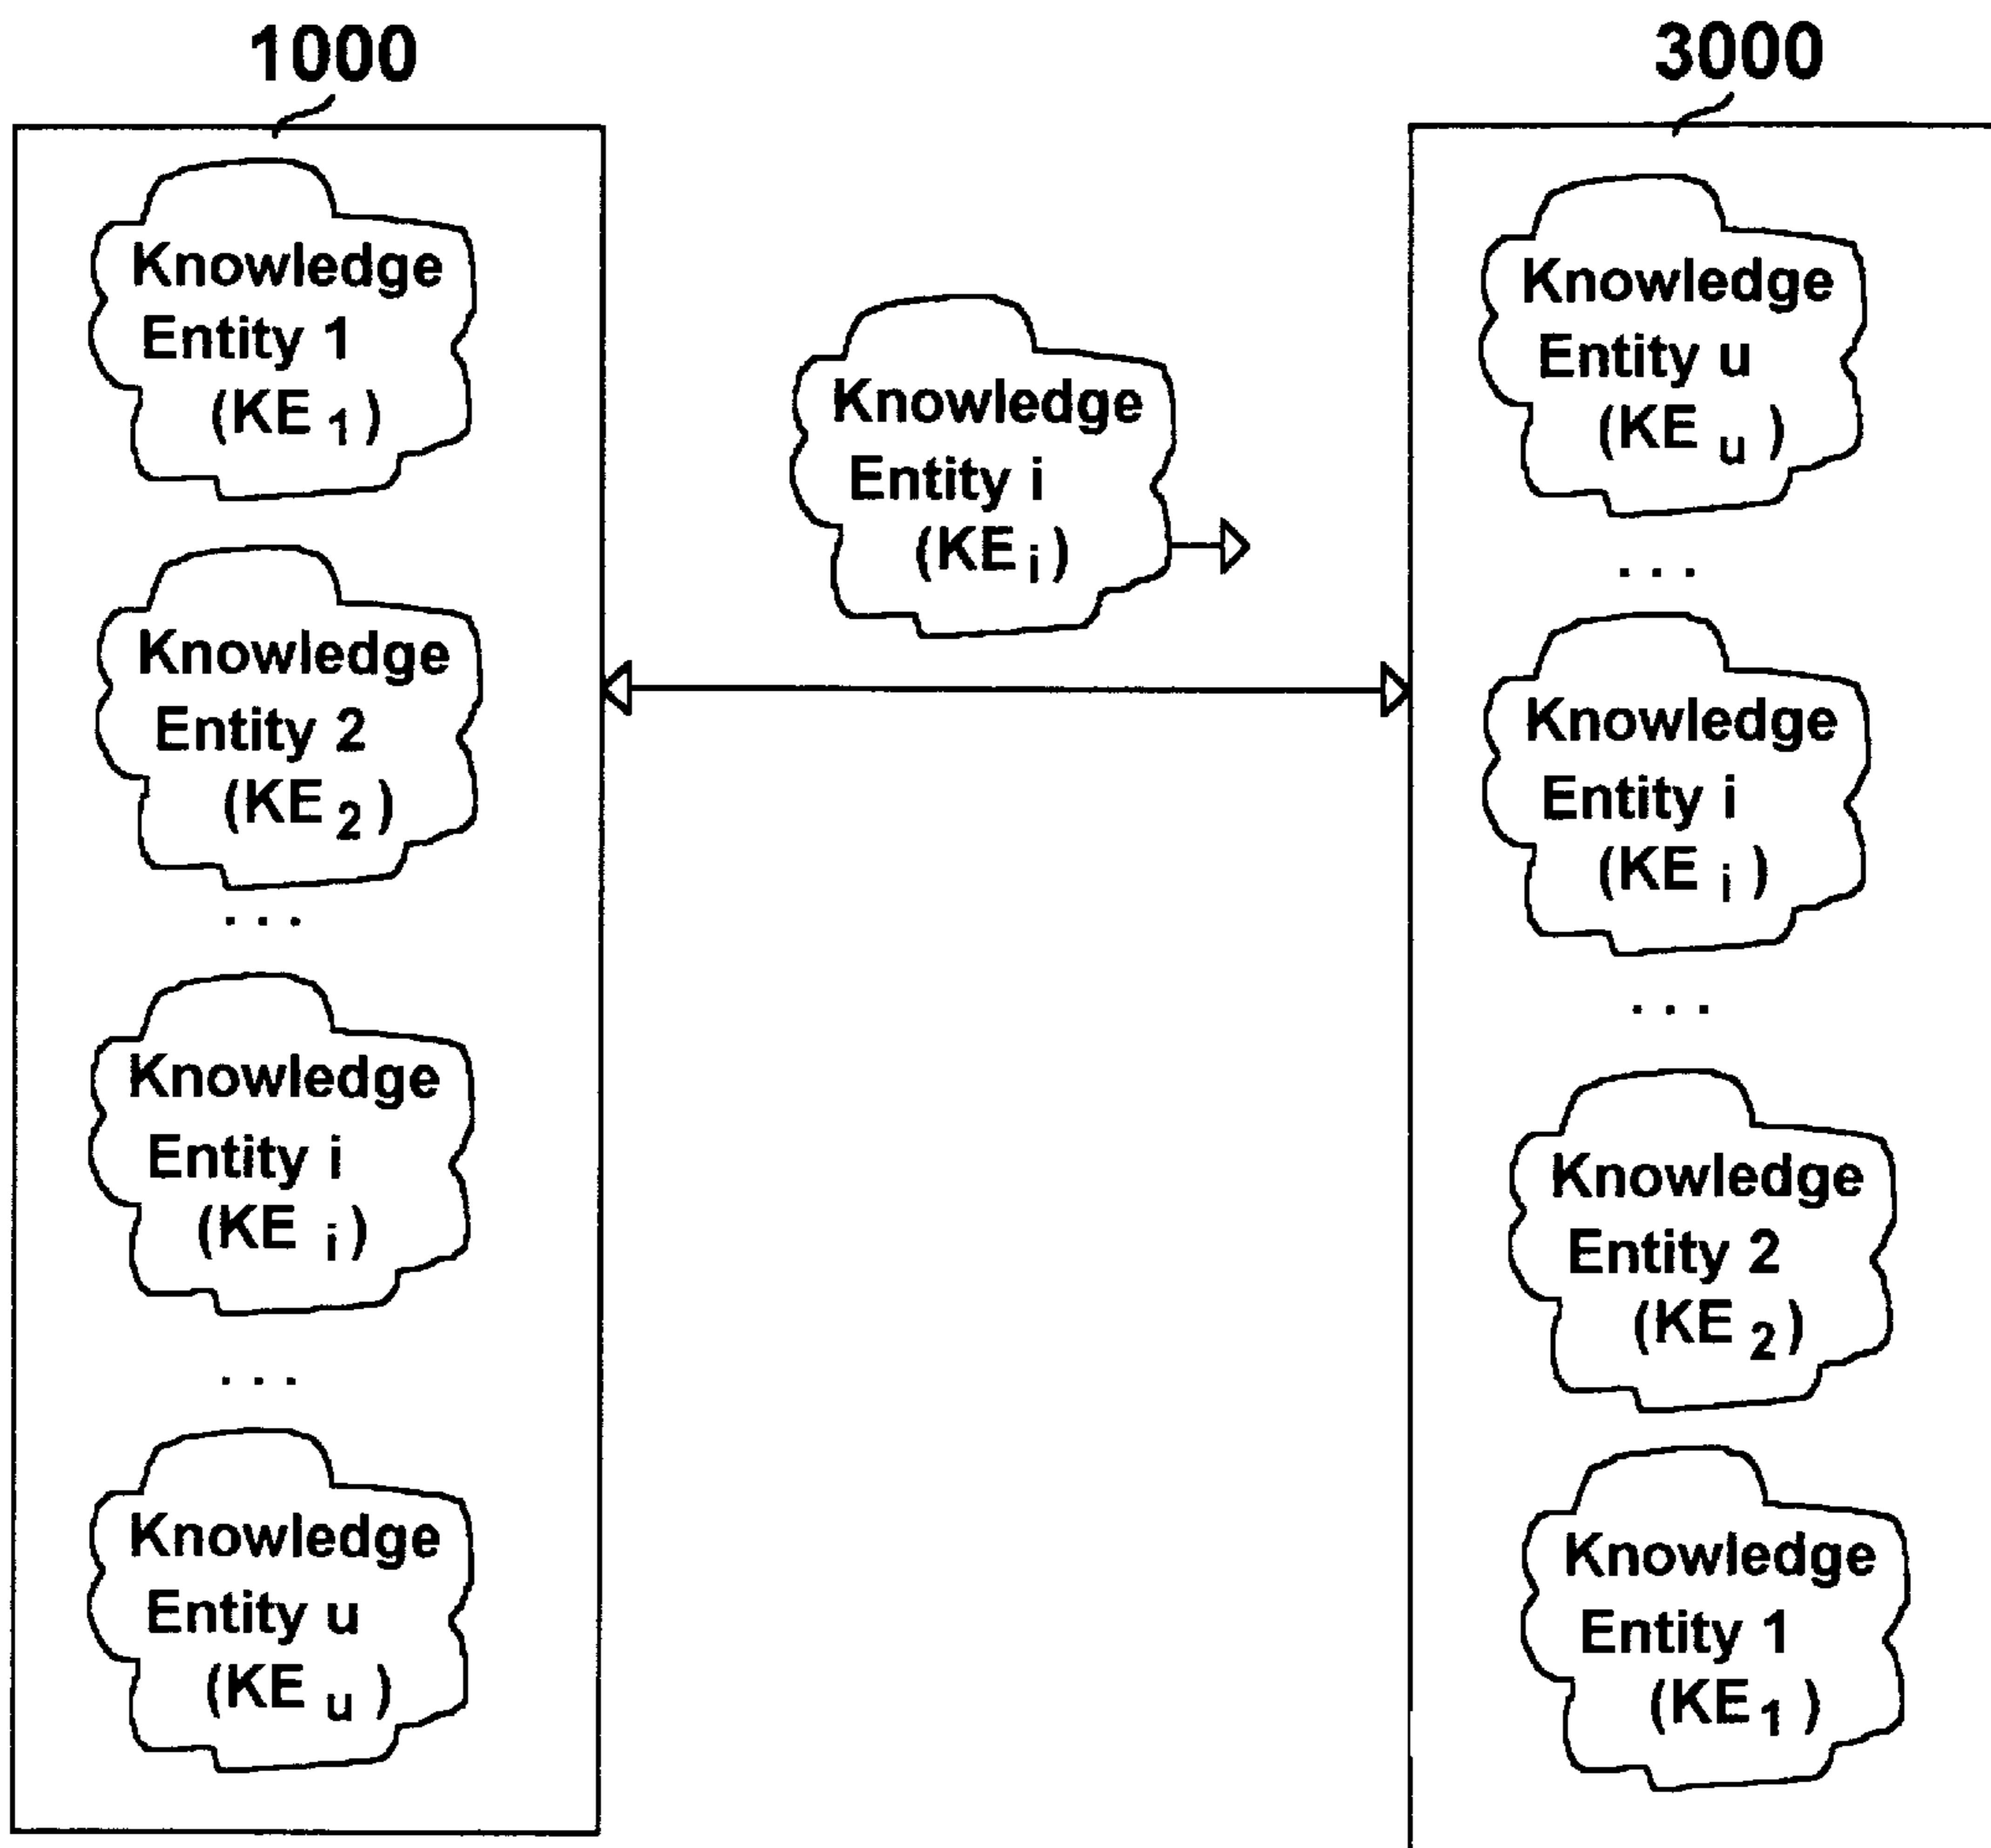 1000
Knowledge
Entity 1
(KE 1)
Knowledge
Entity 2
(KE 2)
. . .
Knowledge
Entity i
(KE i)
. . .
Knowledge
Entity u
(KE u)
Knowledge
Entity i
(KE i)
3000
Knowledge
Entity u
(KE u)
. . .
Knowledge
Entity i
(KE i)
. . .
Knowledge
Entity 2
(KE 2)
Knowledge
Entity 1
(KE 1)